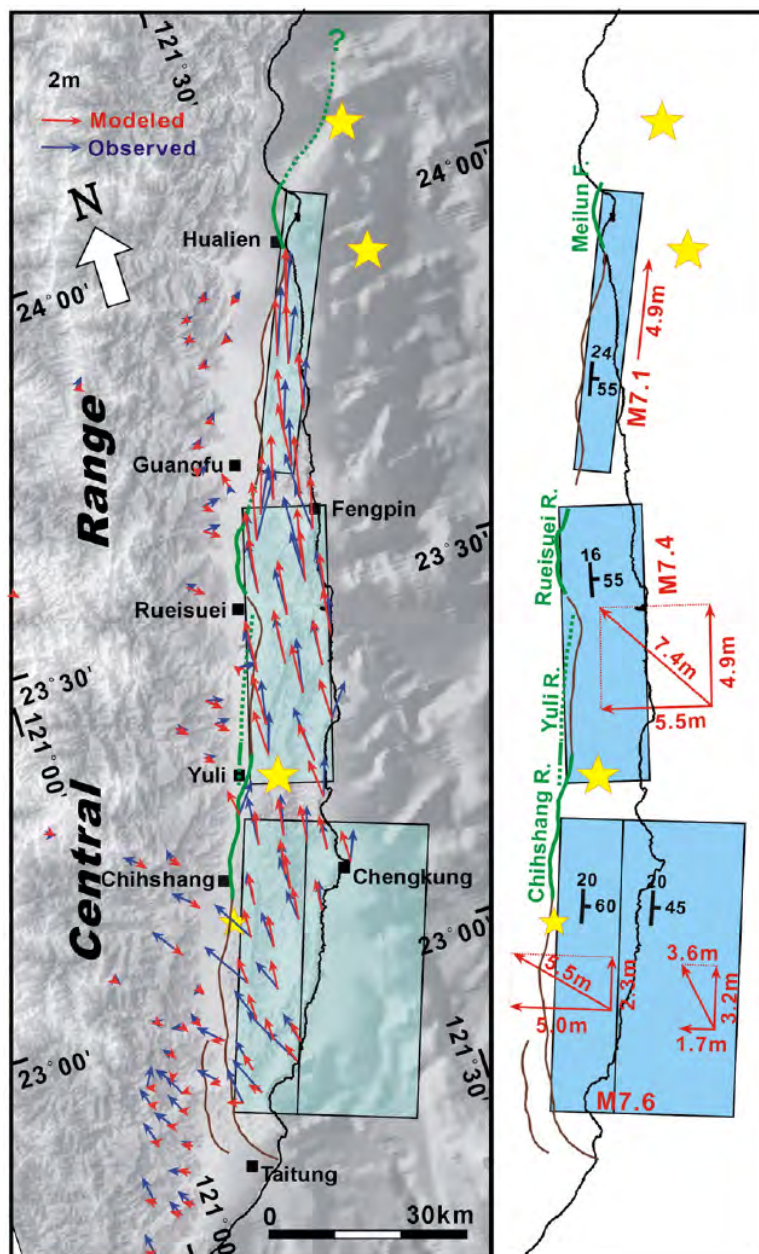 121°30'
2m
Modeled
Observed
N
24°00'
Hualien
24°00'
Range
Guangfu
Fengpin
23°30'
Rueisuei
23°30'
121°00'
Yuli
Chihshang
Chengkung
Central
23°00'
23°00'
121°30'
Taitung
121°00'
0
30km
?
Meilun F.
4.9m
24
55
M7.1
Rueisuei R.
16
55
M7.4
7.4m
4.9m
5.5m
Yuli R.
Chihshang R.
20
60
20
45
5.5m
2.3m
5.0m
3.6m
3.2m
1.7m
M7.6